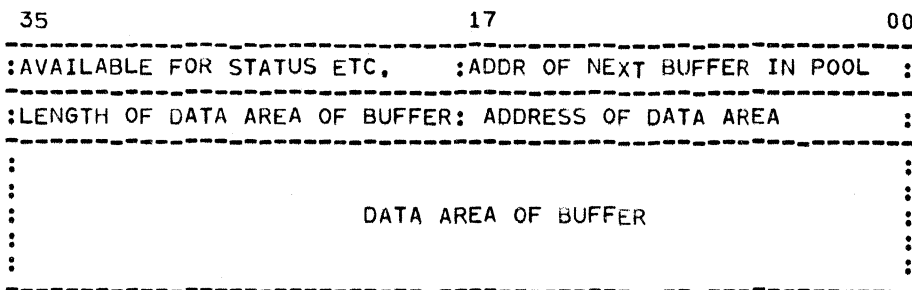 35 17 00
:AVAILABLE FOR STATUS ETC. :ADDR OF NEXT BUFFER IN POOL :
:LENGTH OF DATA AREA OF BUFFER: ADDRESS OF DATA AREA :
DATA AREA OF BUFFER